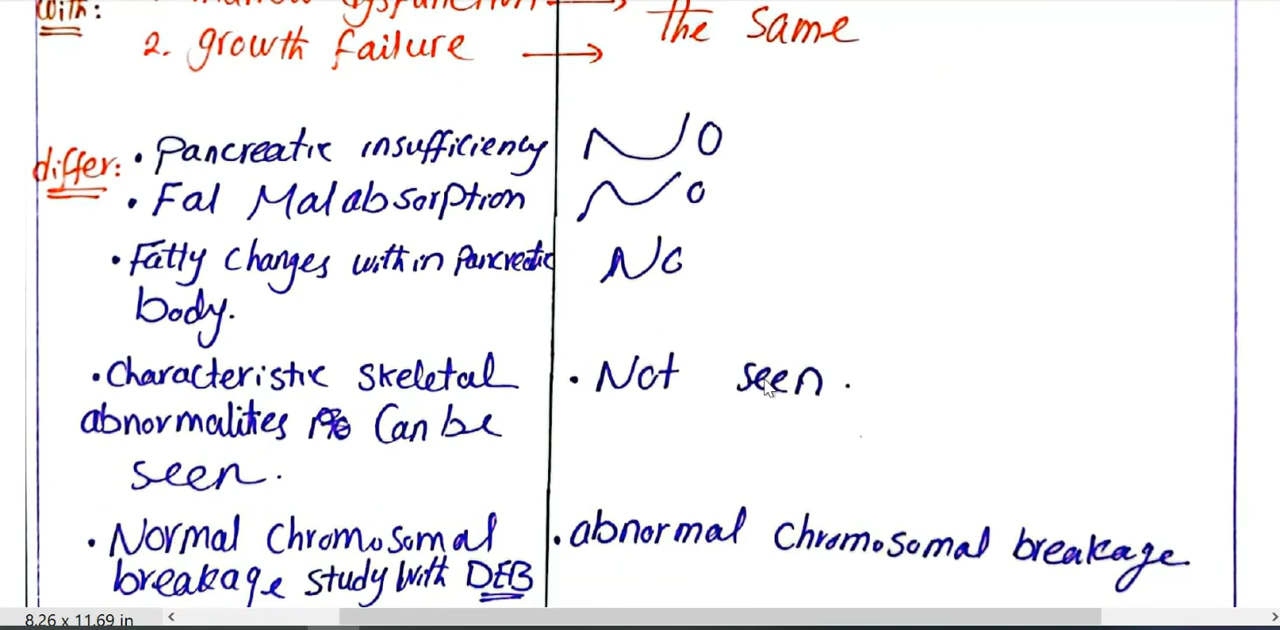 With: dysfunction →
2. growth failure → The Same
differ: • Pancreatic insufficiency No
• Fat Malabsorption No
• Fatty changes within Pancreatic No
body.
• Characteristic skeletal • Not seen.
abnormalites Can be
seen.
• Normal Chromosomal • abnormal Chromosomal breakage
breakage study with DEB
8.26 x 11.69 in